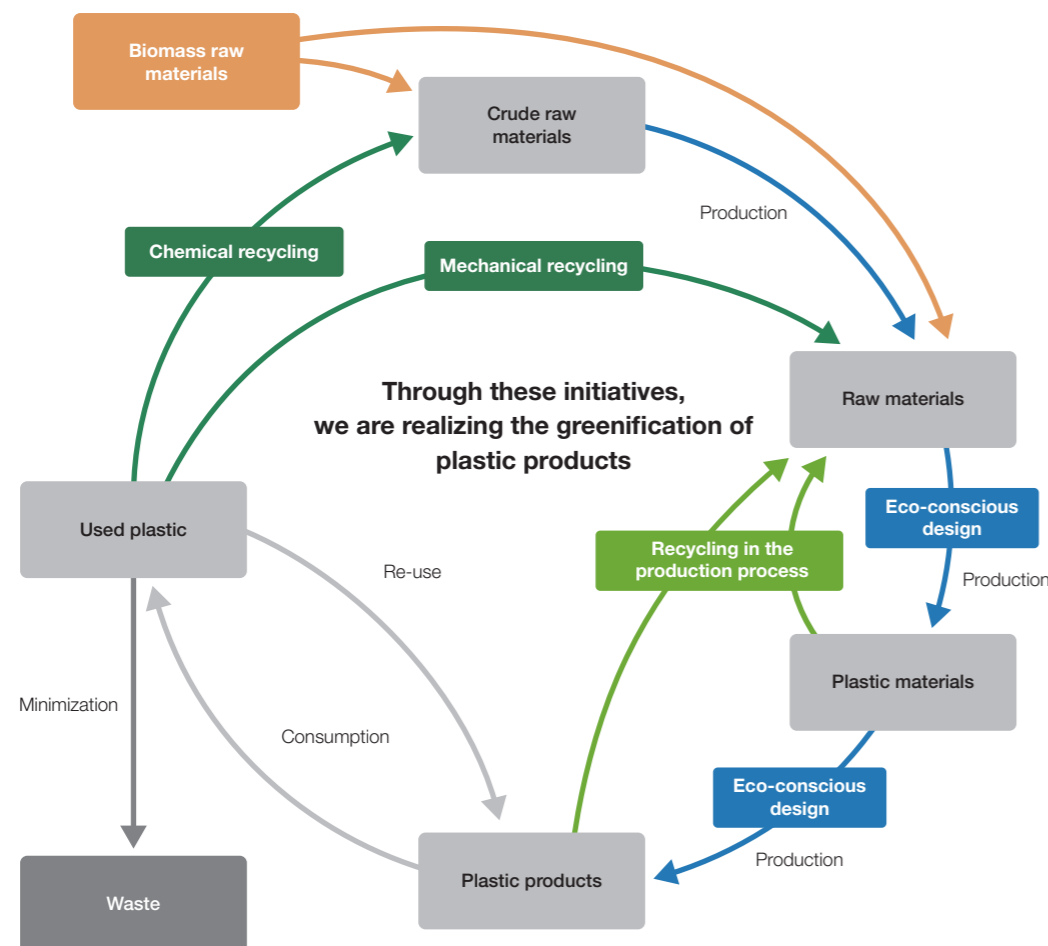 Biomass raw
materials
Crude raw
materials
Production
Chemical recycling
Mechanical recycling
Through these initiatives,
we are realizing the greenification of
plastic products
Raw materials
Eco-conscious
design
Production
Used plastic
Re-use
Recycling in the
production process
Plastic materials
Minimization
Consumption
Eco-conscious
design
Production
Plastic products
Waste